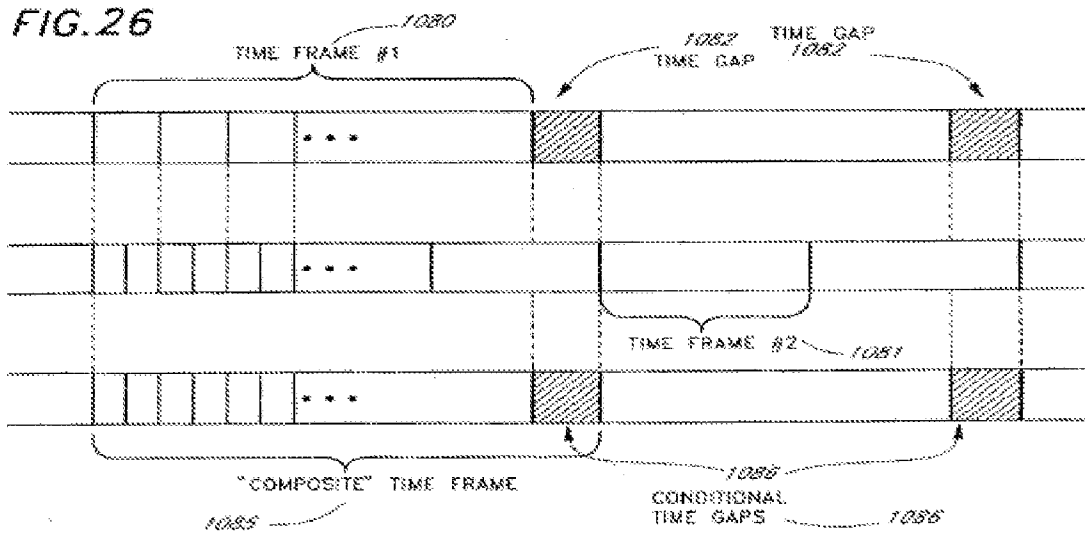 FIG. 26
1080
TIME FRAME #1
1082 TIME GAP
TIME GAP 1082
TIME FRAME #2
1081
"COMPOSITE" TIME FRAME
1085
1086
CONDITIONAL
TIME GAPS
1086